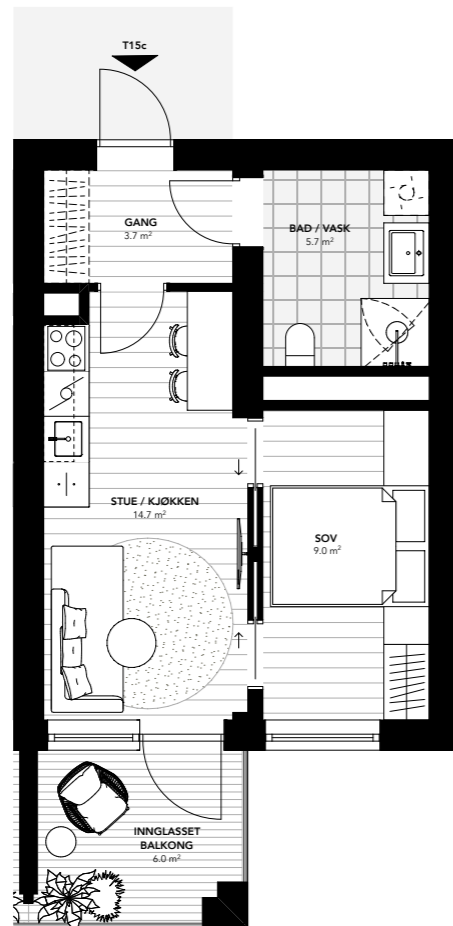 T15c
GANG
3.7 m²
BAD / VASK
5.7 m²
STUE / KJØKKEN
14.7 m²
SOV
9.0 m²
INNGLASSET
BALKONG
6.0 m²